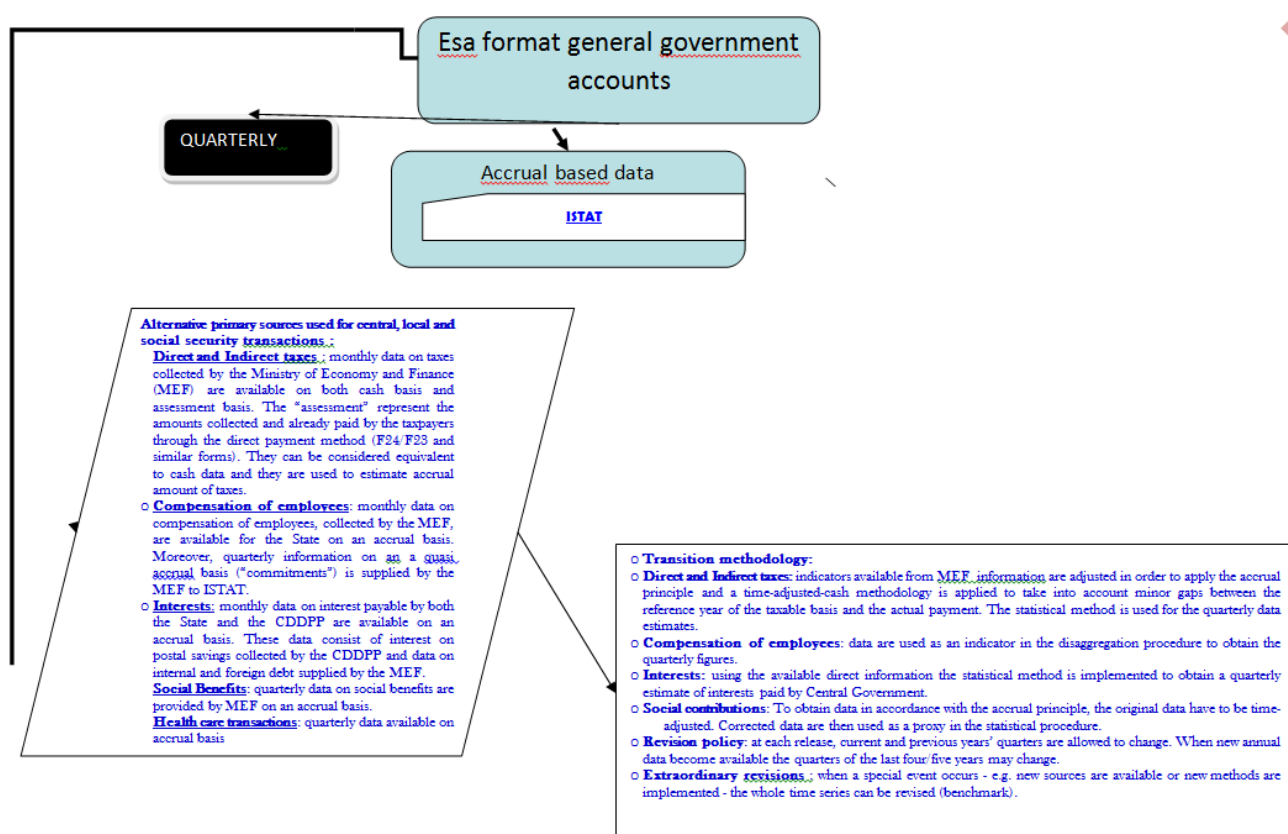 Esa format general government
accounts
QUARTERLY
Accrual based data
ISTAT
Alternative primary sources used for central, local and
social security transactions :
Direct and Indirect taxes : monthly data on taxes
collected by the Ministry of Economy and Finance
(MEF) are available on both cash basis and
assessment basis. The “assessment” represent the
amounts collected and already paid by the taxpayers
through the direct payment method (F24/F23 and
similar forms). They can be considered equivalent
to cash data and they are used to estimate accrual
amount of taxes.
o Compensation of employees: monthly data on
compensation of employees, collected by the MEF,
are available for the State on an accrual basis.
Moreover, quarterly information on an a quasi
accrual basis (“commitments”) is supplied by the
MEF to ISTAT.
o Interests: monthly data on interest payable by both
the State and the CDDPP are available on an
accrual basis. These data consist of interest on
postal savings collected by the CDDPP and data on
internal and foreign debt supplied by the MEF.
Social Benefits: quarterly data on social benefits are
provided by MEF on an accrual basis.
Health care transactions: quarterly data available on
accrual basis
o Transition methodology:
o Direct and Indirect taxes: indicators available from MEF information are adjusted in order to apply the accrual
principle and a time-adjusted-cash methodology is applied to take into account minor gaps between the
reference year of the taxable basis and the actual payment. The statistical method is used for the quarterly data
estimates.
o Compensation of employees: data are used as an indicator in the disaggregation procedure to obtain the
quarterly figures.
o Interests: using the available direct information the statistical method is implemented to obtain a quarterly
estimate of interests paid by Central Government.
o Social contributions: To obtain data in accordance with the accrual principle, the original data have to be time-
adjusted. Corrected data are then used as a proxy in the statistical procedure.
o Revision policy: at each release, current and previous years’ quarters are allowed to change. When new annual
data become available the quarters of the last four/five years may change.
o Extraordinary revisions : when a special event occurs - e.g. new sources are available or new methods are
implemented - the whole time series can be revised (benchmark).